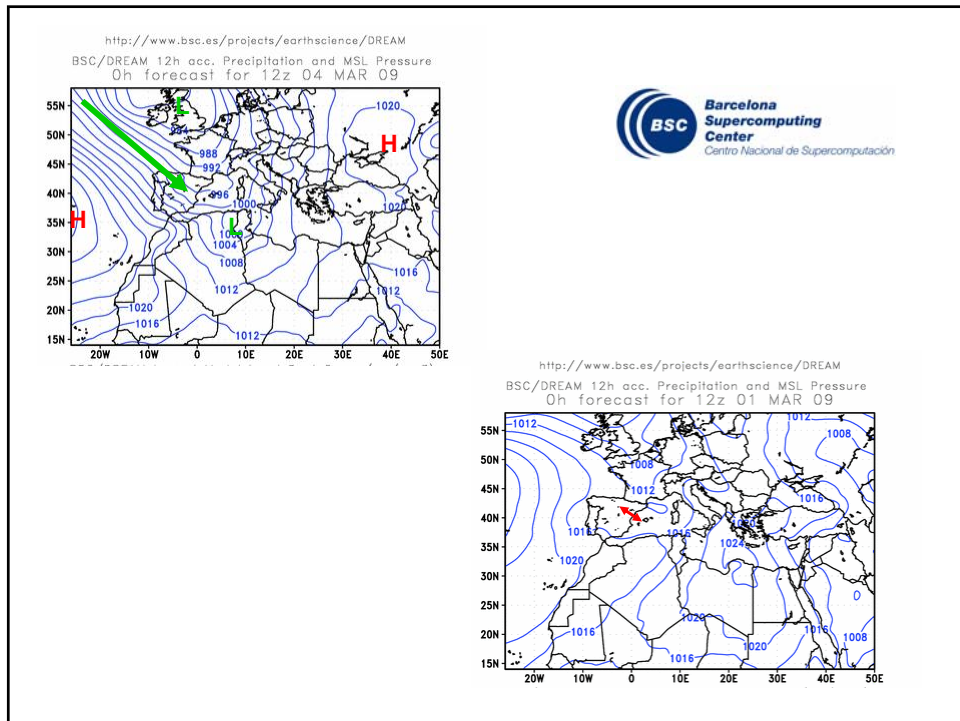 http://www.bsc.es/projects/earthscience/DREAM
BSC/DREAM 12h acc. Precipitation and MSL Pressure
0h forecast for 12z 04 MAR 09
55N
50N
45N
40N
35N
30N
25N
20N
15N
20W 10W 0 10E 20E 30E 40E 50E
L
H
H
L
984
988
992
996
1000
1000
1004
1008
1012
1020
1016
1012
1020
1020
1016
1012
BSC
Barcelona
Supercomputing
Center
Centro Nacional de Supercomputación
http://www.bsc.es/projects/earthscience/DREAM
BSC/DREAM 12h acc. Precipitation and MSL Pressure
0h forecast for 12z 01 MAR 09
55N
50N
45N
40N
35N
30N
25N
20N
15N
20W 10W 0 10E 20E 30E 40E 50E
1012
1012
1008
1008
1012
1016
1016
1016
1020
1024
1020
1016
1020
1020
1016
1016
1008
0